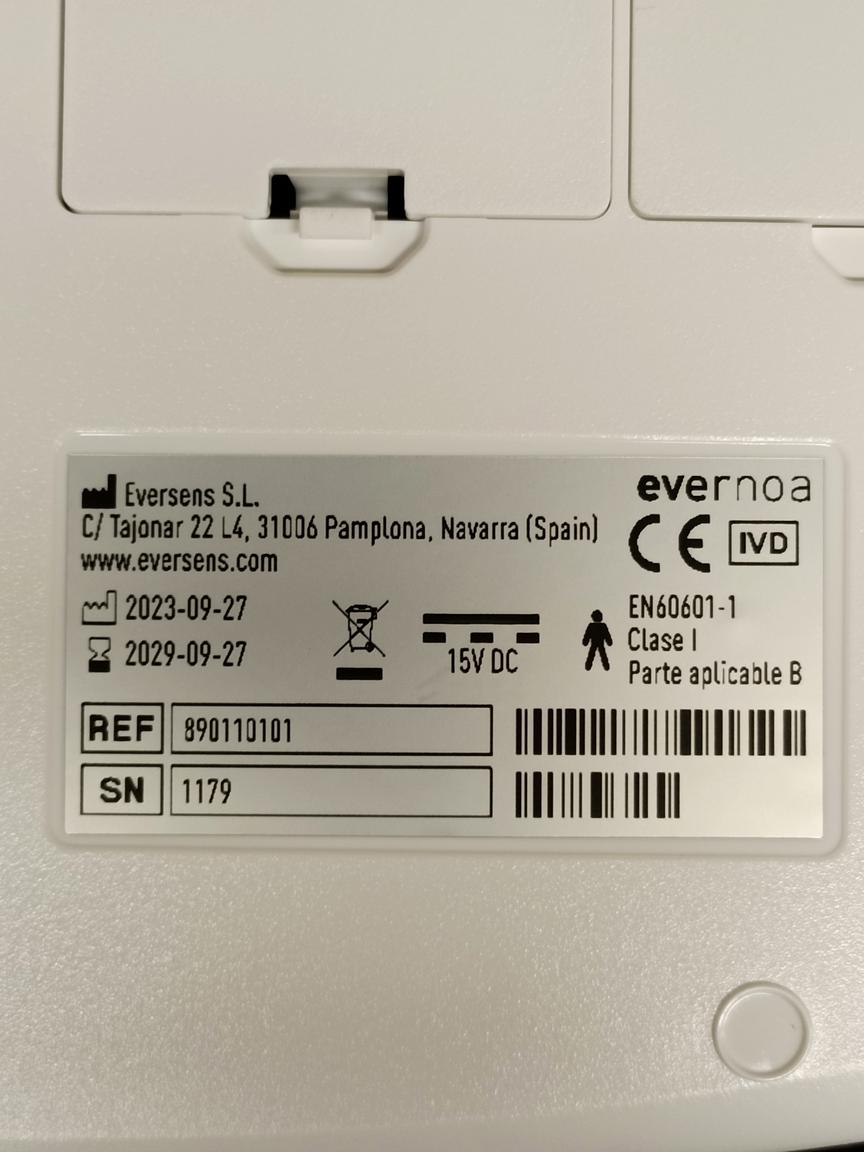 Eversens S.L.
C/ Tajonar 22 L4, 31006 Pamplona, Navarra (Spain)
www.eversens.com
evernoa
CE IVD
2023-09-27
2029-09-27
15V DC
EN60601-1
Clase I
Parte aplicable B
REF 890110101
SN 1179